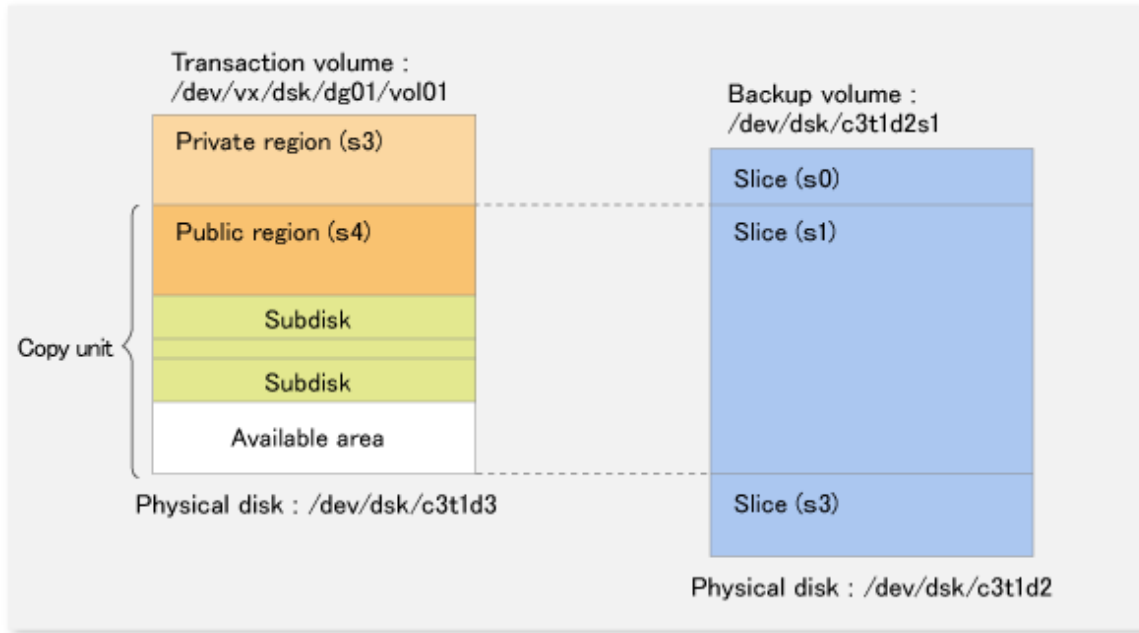 Transaction volume :
/dev/vx/dsk/dg01/vol01
Private region (s3)
Public region (s4)
Subdisk
Subdisk
Available area
Copy unit
Physical disk : /dev/dsk/c3t1d3
Backup volume :
/dev/dsk/c3t1d2s1
Slice (s0)
Slice (s1)
Slice (s3)
Physical disk : /dev/dsk/c3t1d2